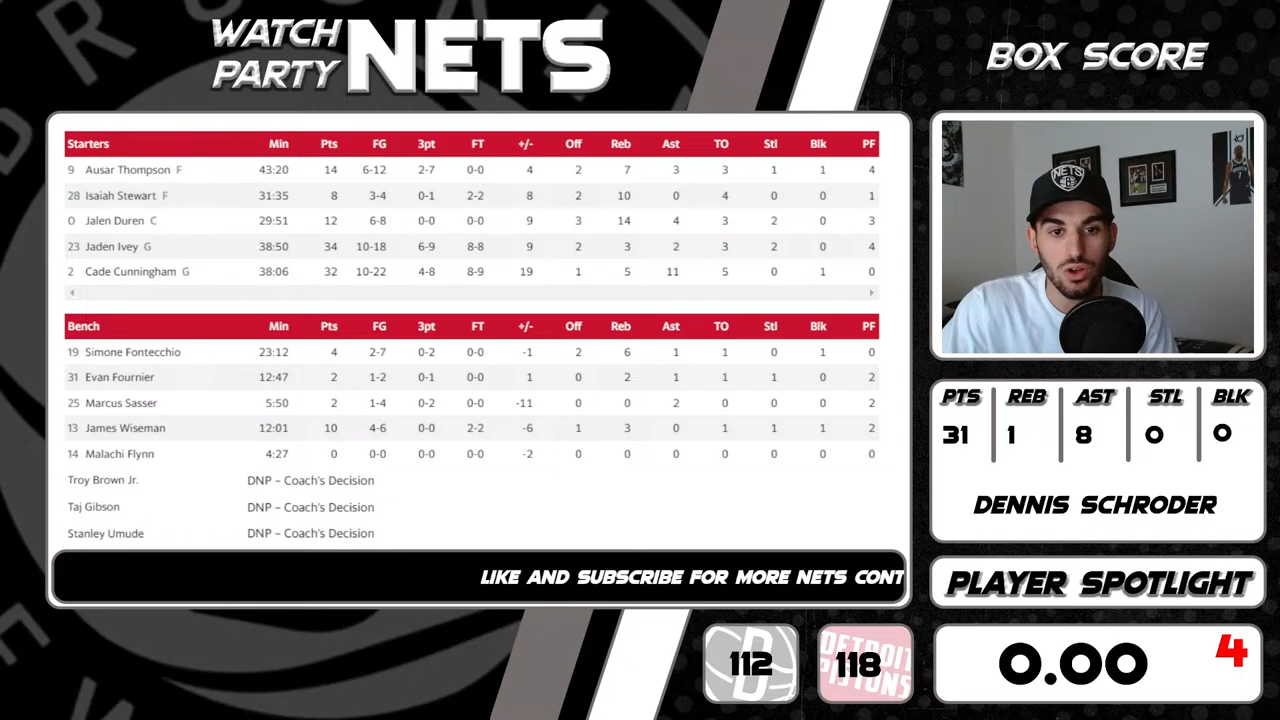 WATCH PARTY NETS
BOX SCORE
Starters Min Pts FG 3pt FT +/- Off Reb Ast TO Stl Blk PF
9 Ausar Thompson F 43:20 14 6-12 2-7 0-0 4 2 7 3 3 1 1 4
28 Isaiah Stewart F 31:35 8 3-4 0-1 2-2 8 2 10 0 4 0 0 1
0 Jalen Duren C 29:51 12 6-8 0-0 0-0 9 3 14 4 3 2 0 3
23 Jaden Ivey G 38:50 34 10-18 6-9 8-8 9 2 3 2 3 2 0 4
2 Cade Cunningham G 38:06 32 10-22 4-8 8-9 19 1 5 11 5 0 1 0
Bench Min Pts FG 3pt FT +/- Off Reb Ast TO Stl Blk PF
19 Simone Fontecchio 23:12 4 2-7 0-2 0-0 -1 2 6 1 1 0 1 0
31 Evan Fournier 12:47 2 1-2 0-1 0-0 1 0 2 1 1 1 0 2
25 Marcus Sasser 5:50 2 1-4 0-2 0-0 -11 0 0 2 0 0 0 2
13 James Wiseman 12:01 10 4-6 0-0 2-2 -6 1 3 0 1 1 1 2
14 Malachi Flynn 4:27 0 0-0 0-0 0-0 -2 0 0 0 0 0 0 0
Troy Brown Jr. DNP – Coach's Decision
Taj Gibson DNP – Coach's Decision
Stanley Umude DNP – Coach's Decision
LIKE AND SUBSCRIBE FOR MORE NETS CONT
NETS
PTS REB AST STL BLK
31 1 8 0 0
DENNIS SCHRODER
PLAYER SPOTLIGHT
B
112
DETROIT
PISTONS
118
0.00
4